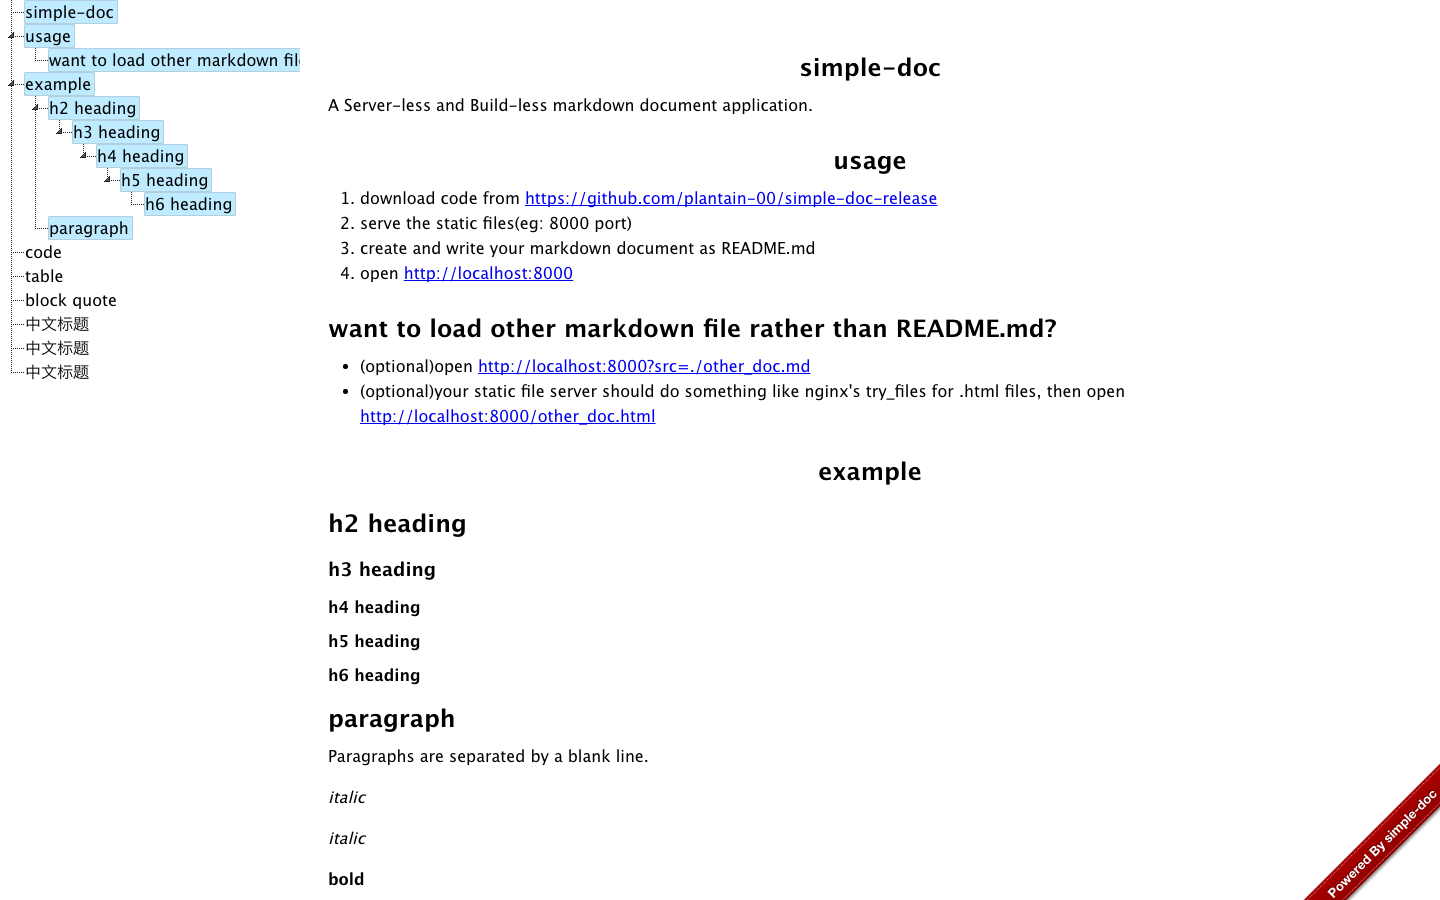 simple-doc
usage
want to load other markdown fil
example
h2 heading
h3 heading
h4 heading
h5 heading
h6 heading
paragraph
code
table
block quote
中文标题
中文标题
中文标题
simple-doc
A Server-less and Build-less markdown document application.
usage
1. download code from https://github.com/plantain-00/simple-doc-release
2. serve the static files(eg: 8000 port)
3. create and write your markdown document as README.md
4. open http://localhost:8000
want to load other markdown file rather than README.md?
• (optional)open http://localhost:8000?src=./other_doc.md
• (optional)your static file server should do something like nginx's try_files for .html files, then open
http://localhost:8000/other_doc.html
example
h2 heading
h3 heading
h4 heading
h5 heading
h6 heading
paragraph
Paragraphs are separated by a blank line.
italic
italic
bold
Powered By simple-doc